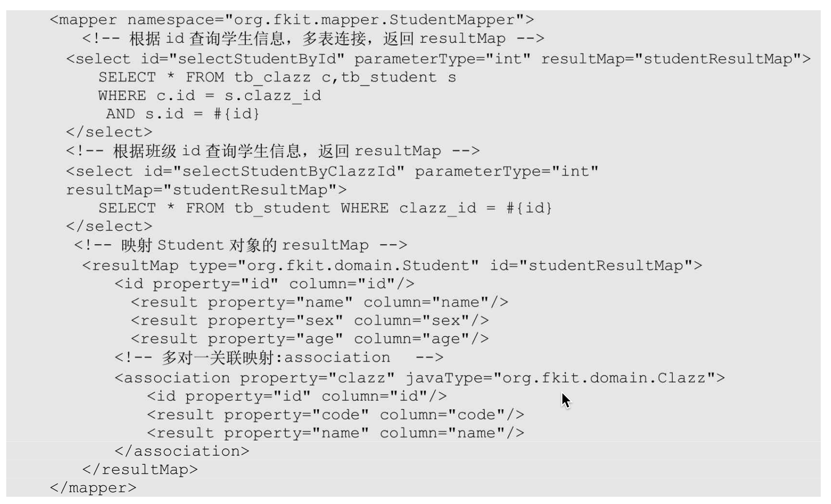 <mapper namespace="org.fkit.mapper.StudentMapper">
<!-- 根据 id 查询学生信息，多表连接，返回 resultMap -->
<select id="selectStudentById" parameterType="int" resultMap="studentResultMap">
SELECT * FROM tb_clazz c,tb_student s
WHERE c.id = s.clazz_id
AND s.id = #{id}
</select>
<!-- 根据班级 id 查询学生信息，返回 resultMap -->
<select id="selectStudentByClazzId" parameterType="int"
resultMap="studentResultMap">
SELECT * FROM tb_student WHERE clazz_id = #{id}
</select>
<!-- 映射 Student 对象的 resultMap -->
<resultMap type="org.fkit.domain.Student" id="studentResultMap">
<id property="id" column="id"/>
<result property="name" column="name"/>
<result property="sex" column="sex"/>
<result property="age" column="age"/>
<!-- 多对一关联映射:association -->
<association property="clazz" javaType="org.fkit.domain.Clazz">
<id property="id" column="id"/>
<result property="code" column="code"/>
<result property="name" column="name"/>
</association>
</resultMap>
</mapper>